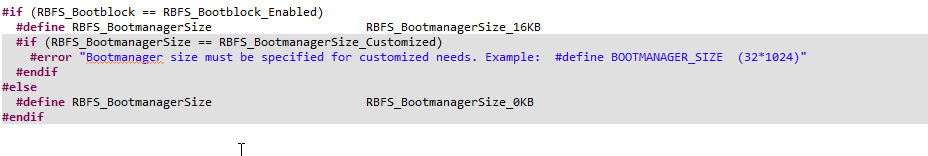 #if (RBFS_Bootblock == RBFS_Bootblock_Enabled)
#define RBFS_BootmanagerSize RBFS_BootmanagerSize_16KB
#if (RBFS_BootmanagerSize == RBFS_BootmanagerSize_Customized)
#error "Bootmanager size must be specified for customized needs. Example: #define BOOTMANAGER_SIZE (32*1024)"
#endif
#else
#define RBFS_BootmanagerSize RBFS_BootmanagerSize_0KB
#endif